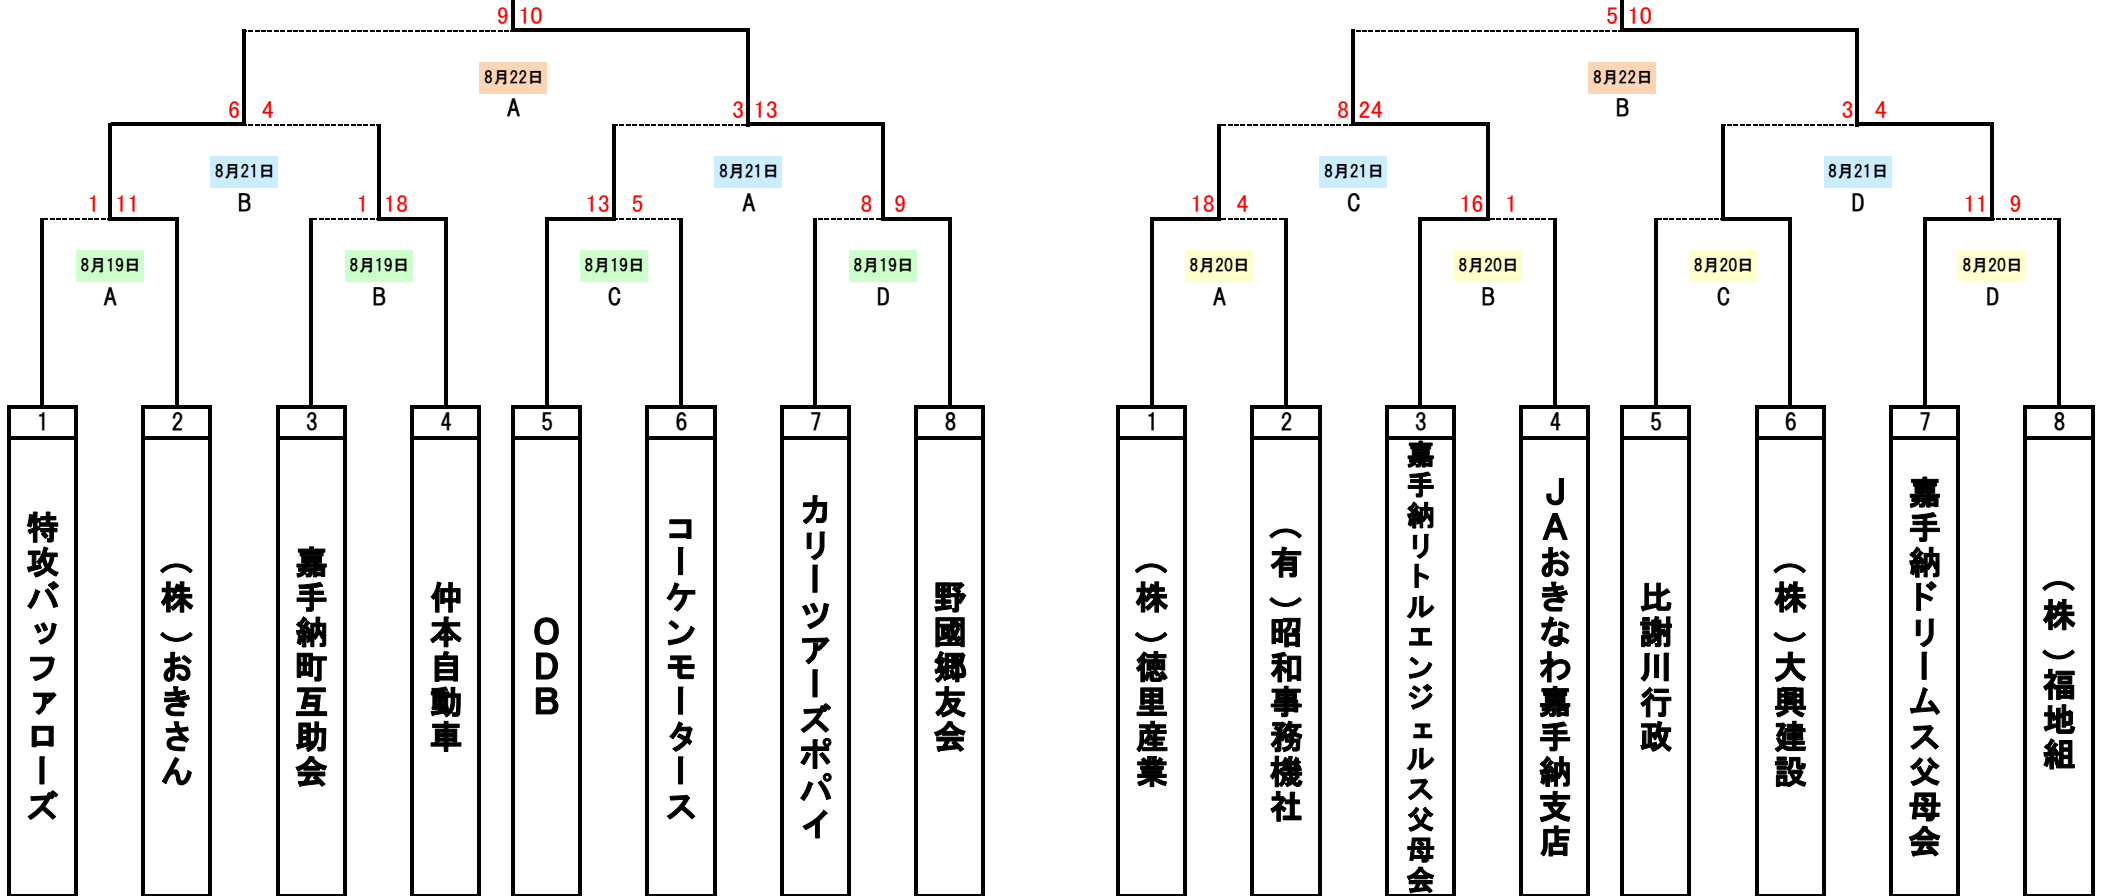 9 10
5 10
8月22日
A
8月22日
B
6 4
3 13
8 24
3 4
8月21日
B
8月21日
A
8月21日
C
8月21日
D
1 11
1 18
13 5
8 9
18 4
16 1
11 9
8月19日
A
8月19日
B
8月19日
C
8月19日
D
8月20日
A
8月20日
B
8月20日
C
8月20日
D
1
特攻バッファローズ
2
(株)おきさん
3
嘉手納町互助会
4
仲本自動車
5
ODB
6
コーケンモータース
7
カリーツアーズポパイ
8
野國郷友会
1
(株)徳里産業
2
(有)昭和事務機社
3
嘉手納リトルエンジェルス父母会
4
JAおきなわ嘉手納支店
5
比謝川行政
6
(株)大興建設
7
嘉手納ドリームス父母会
8
(株)福地組